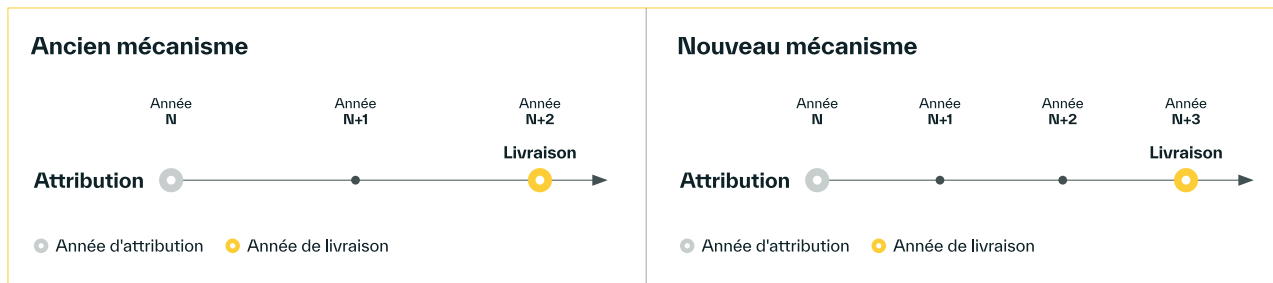 Ancien mécanisme
Année
N
Année
N+1
Année
N+2
Livraison
Attribution
Année d'attribution
Année de livraison
Nouveau mécanisme
Année
N
Année
N+1
Année
N+2
Année
N+3
Livraison
Attribution
Année d'attribution
Année de livraison